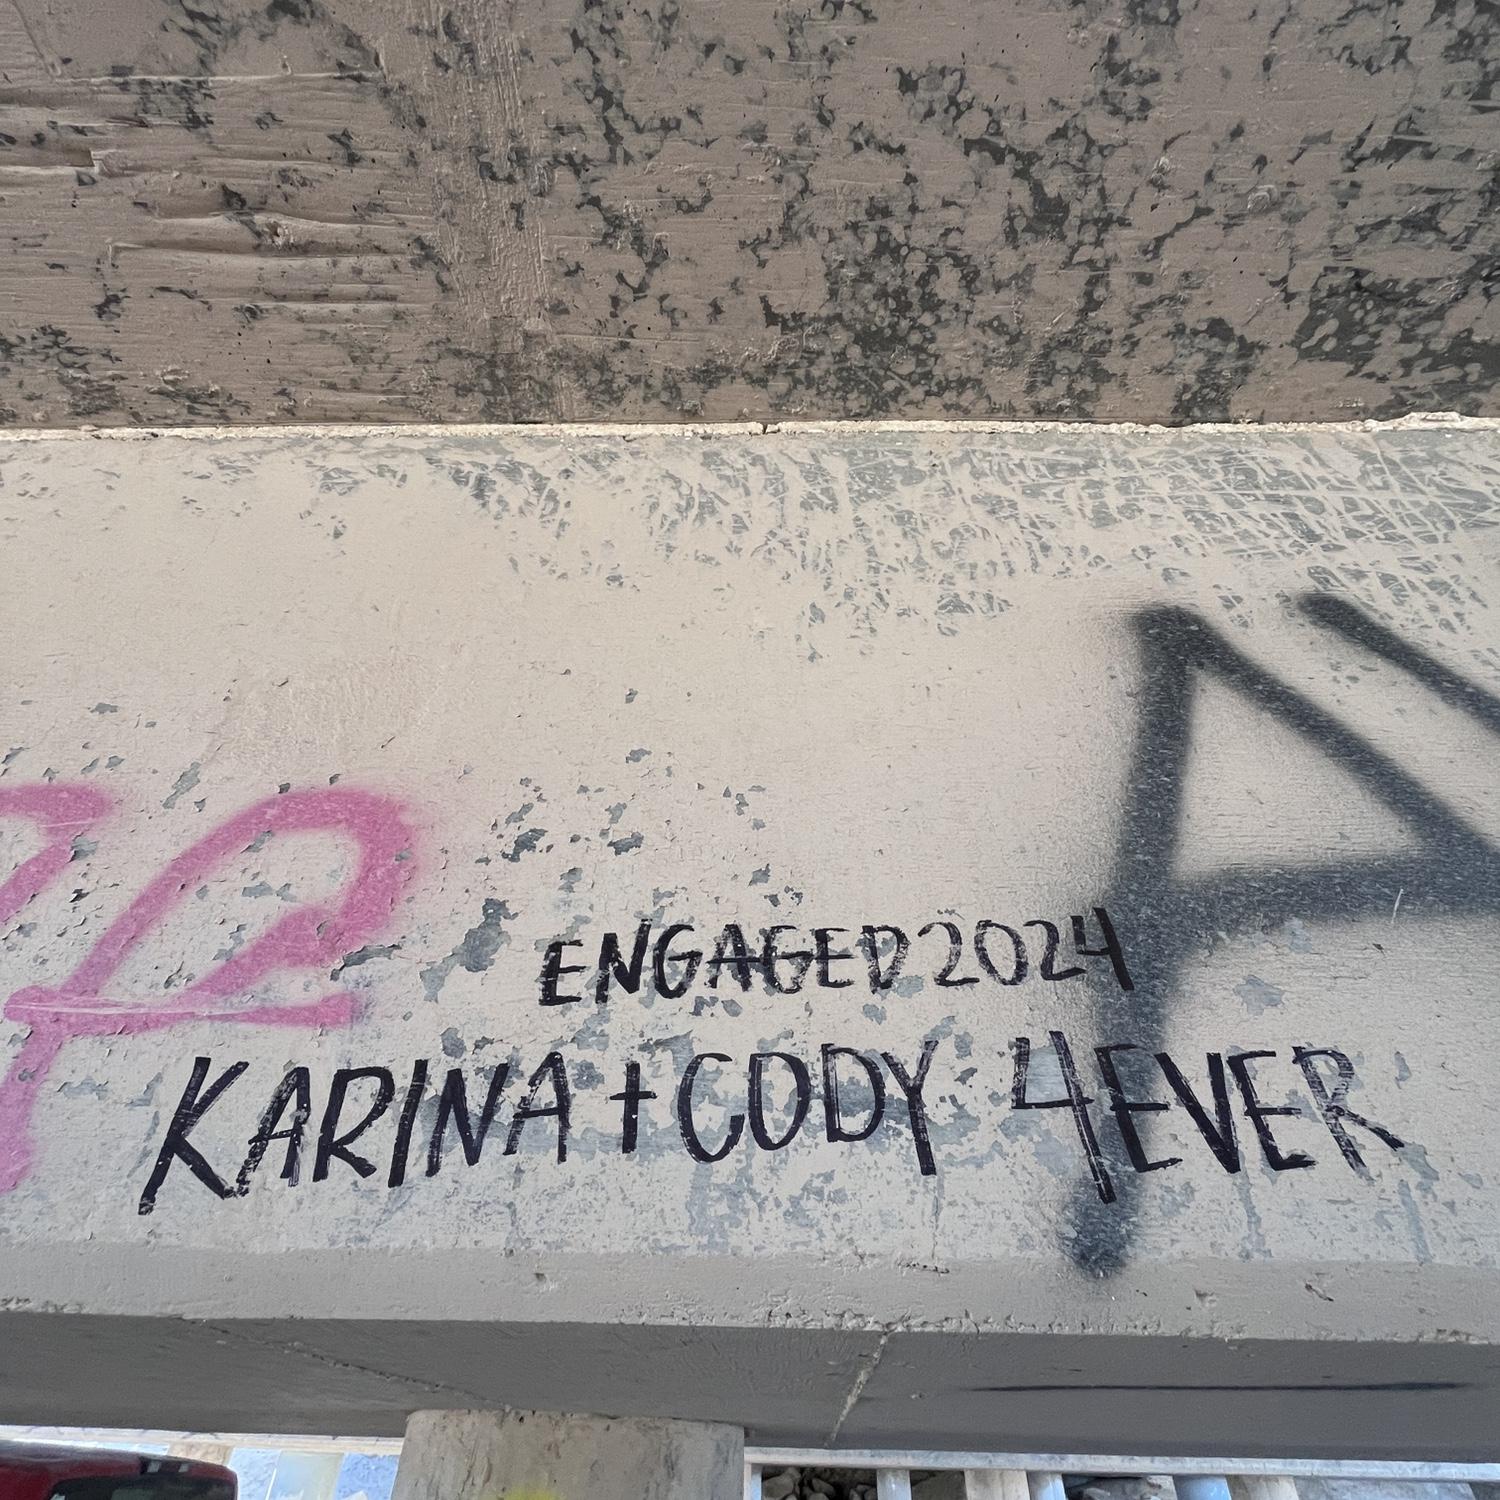 ENGAGED 2024
KARINA + CODY 4EVER